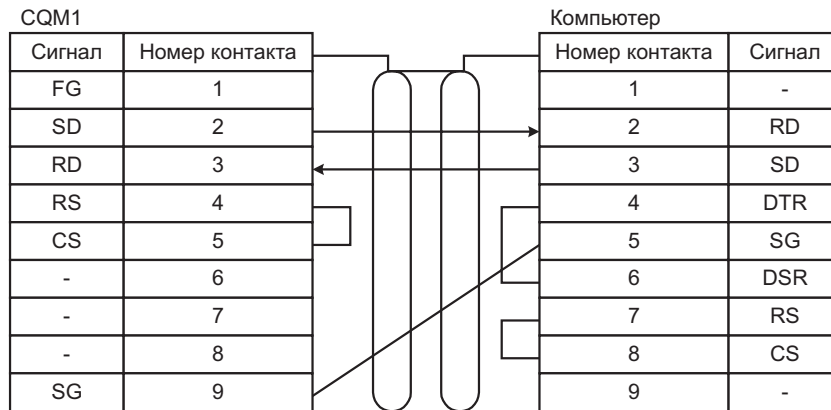 CQM1 Компьютер
Сигнал Номер контакта Номер контакта Сигнал
FG 1 1 -
SD 2 2 RD
RD 3 3 SD
RS 4 4 DTR
CS 5 5 SG
- 6 6 DSR
- 7 7 RS
- 8 8 CS
SG 9 9 -